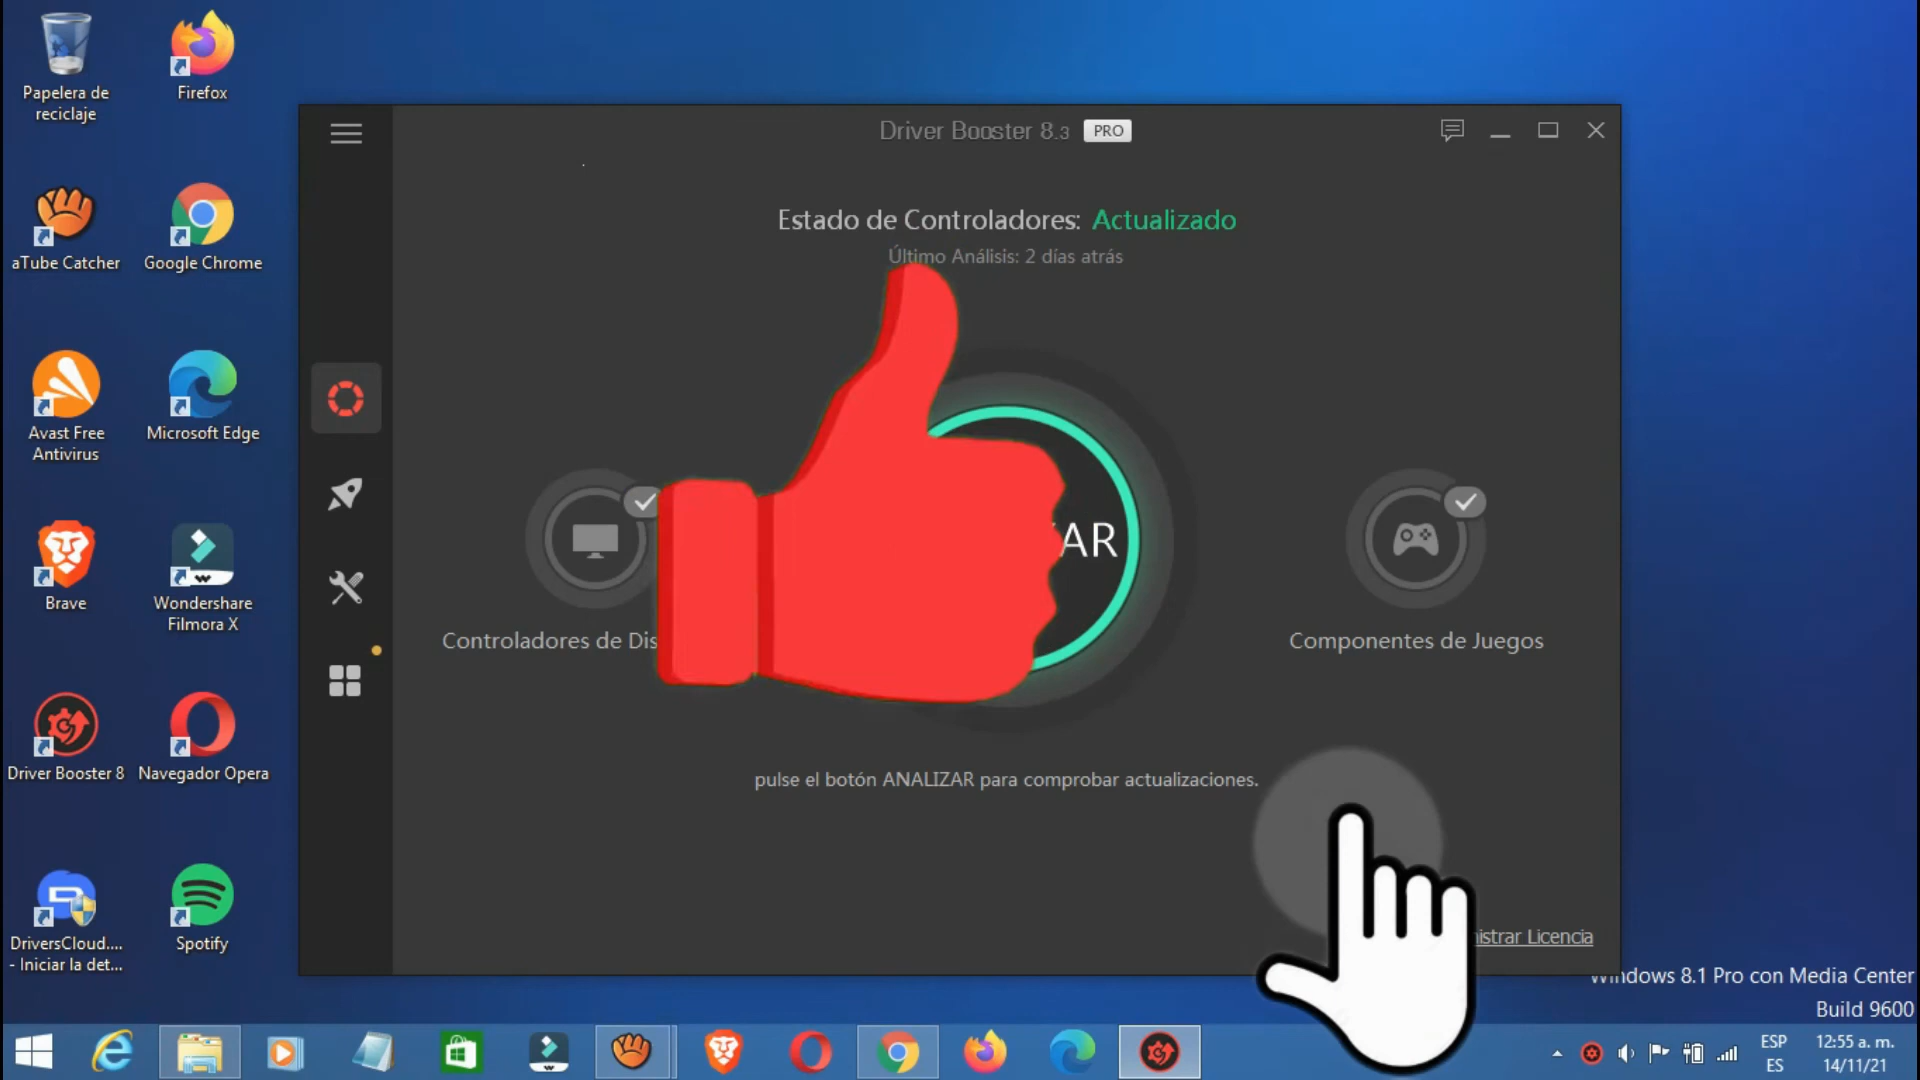 Papelera de
reciclaje
Firefox
aTube Catcher
Google Chrome
Avast Free
Antivirus
Microsoft Edge
Brave
Wondershare
Filmora X
Driver Booster 8
Navegador Opera
DriversCloud....
- Iniciar la det...
Spotify
Driver Booster 8.3 PRO
Estado de Controladores: Actualizado
Último Análisis: 2 días atrás
AR
Controladores de Dis
Componentes de Juegos
pulse el botón ANALIZAR para comprobar actualizaciones.
istrar Licencia
Windows 8.1 Pro con Media Center
Build 9600
ESP
ES
12:55 a. m.
14/11/21